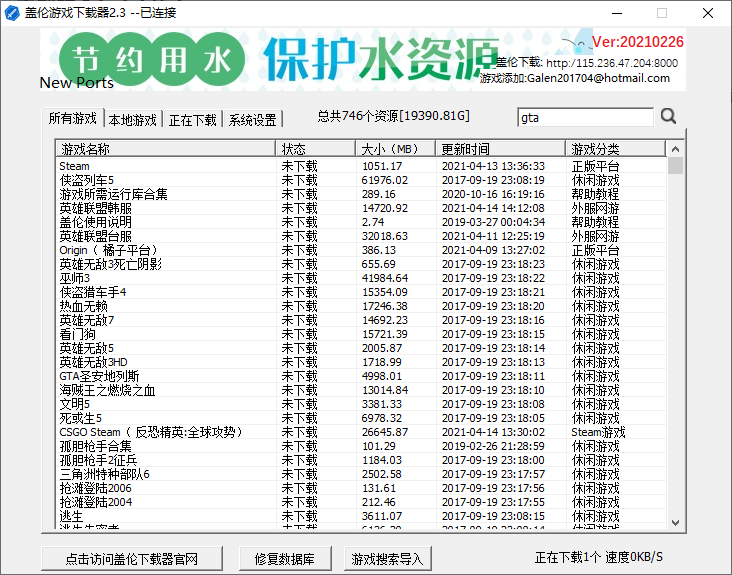 盖伦游戏下载器2.3 --已连接
节约用水 保护水资源
Ver:20210226
盖伦下载: http://115.236.47.204:8000
游戏添加:Galen201704@hotmail.com
New Ports
所有游戏 本地游戏 正在下载 系统设置 总共746个资源[19390.81G] gta
游戏名称 状态 大小（MB） 更新时间 游戏分类
Steam 未下载 1051.17 2021-04-13 13:36:33 正版平台
侠盗列车5 未下载 61976.02 2017-09-19 23:08:19 休闲游戏
游戏所需运行库合集 未下载 289.16 2020-10-16 16:19:16 帮助教程
英雄联盟韩服 未下载 14720.92 2021-04-14 14:12:08 外服网游
盖伦使用说明 未下载 2.74 2019-03-27 00:04:34 帮助教程
英雄联盟台服 未下载 32018.63 2021-04-11 12:25:19 外服网游
Origin（ 橘子平台） 未下载 386.13 2021-04-09 13:27:02 正版平台
英雄无敌3死亡阴影 未下载 655.69 2017-09-19 23:18:23 休闲游戏
巫师3 未下载 41984.64 2017-09-19 23:18:22 休闲游戏
侠盗猎车手4 未下载 15354.09 2017-09-19 23:18:21 休闲游戏
热血无赖 未下载 17246.38 2017-09-19 23:18:20 休闲游戏
英雄无敌7 未下载 14692.23 2017-09-19 23:18:16 休闲游戏
看门狗 未下载 15721.39 2017-09-19 23:18:15 休闲游戏
英雄无敌5 未下载 2005.87 2017-09-19 23:18:14 休闲游戏
英雄无敌3HD 未下载 1718.99 2017-09-19 23:18:13 休闲游戏
GTA圣安地列斯 未下载 4998.01 2017-09-19 23:18:11 休闲游戏
海贼王之燃烧之血 未下载 13014.84 2017-09-19 23:18:10 休闲游戏
文明5 未下载 3381.33 2017-09-19 23:18:08 休闲游戏
死或生5 未下载 6978.32 2017-09-19 23:18:05 休闲游戏
CSGO Steam（ 反恐精英:全球攻势） 未下载 26645.87 2021-04-14 13:30:02 Steam游戏
孤胆枪手合集 未下载 101.29 2019-02-26 21:28:59 休闲游戏
孤胆枪手2征兵 未下载 1184.03 2017-09-19 23:18:00 休闲游戏
三角洲特种部队6 未下载 2502.58 2017-09-19 23:17:57 休闲游戏
抢滩登陆2006 未下载 131.61 2017-09-19 23:17:56 休闲游戏
抢滩登陆2004 未下载 212.46 2017-09-19 23:17:55 休闲游戏
逃生 未下载 3611.07 2017-09-19 23:08:15 休闲游戏
点击访问盖伦下载器官网 修复数据库 游戏搜索导入 正在下载1个 速度0KB/S